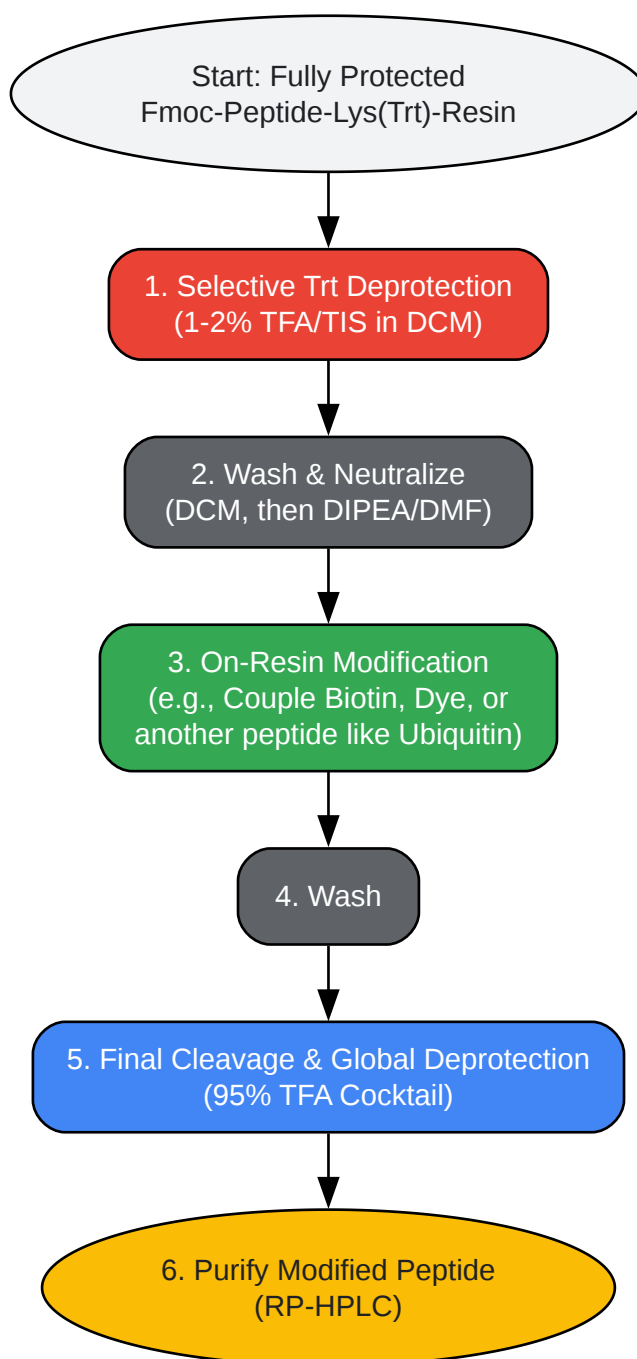 Start: Fully Protected
Fmoc-Peptide-Lys(Trt)-Resin
1. Selective Trt Deprotection
(1-2% TFA/TIS in DCM)
2. Wash & Neutralize
(DCM, then DIPEA/DMF)
3. On-Resin Modification
(e.g., Couple Biotin, Dye, or
another peptide like Ubiquitin)
4. Wash
5. Final Cleavage & Global Deprotection
(95% TFA Cocktail)
6. Purify Modified Peptide
(RP-HPLC)